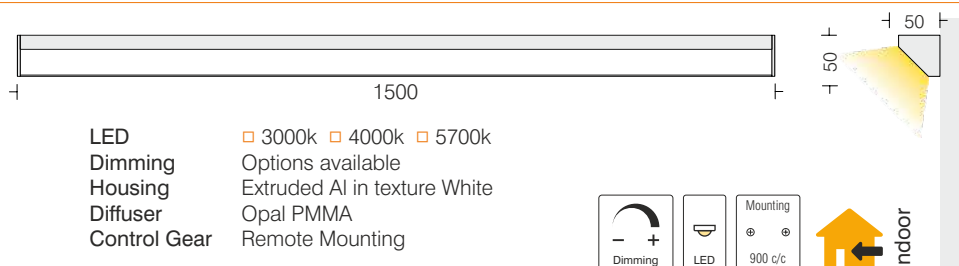 50
50
1500
LED □ 3000k □ 4000k □ 5700k
Dimming Options available
Housing Extruded Al in texture White
Diffuser Opal PMMA
Control Gear Remote Mounting
Mounting
Dimming
LED
900 c/c
ndoor